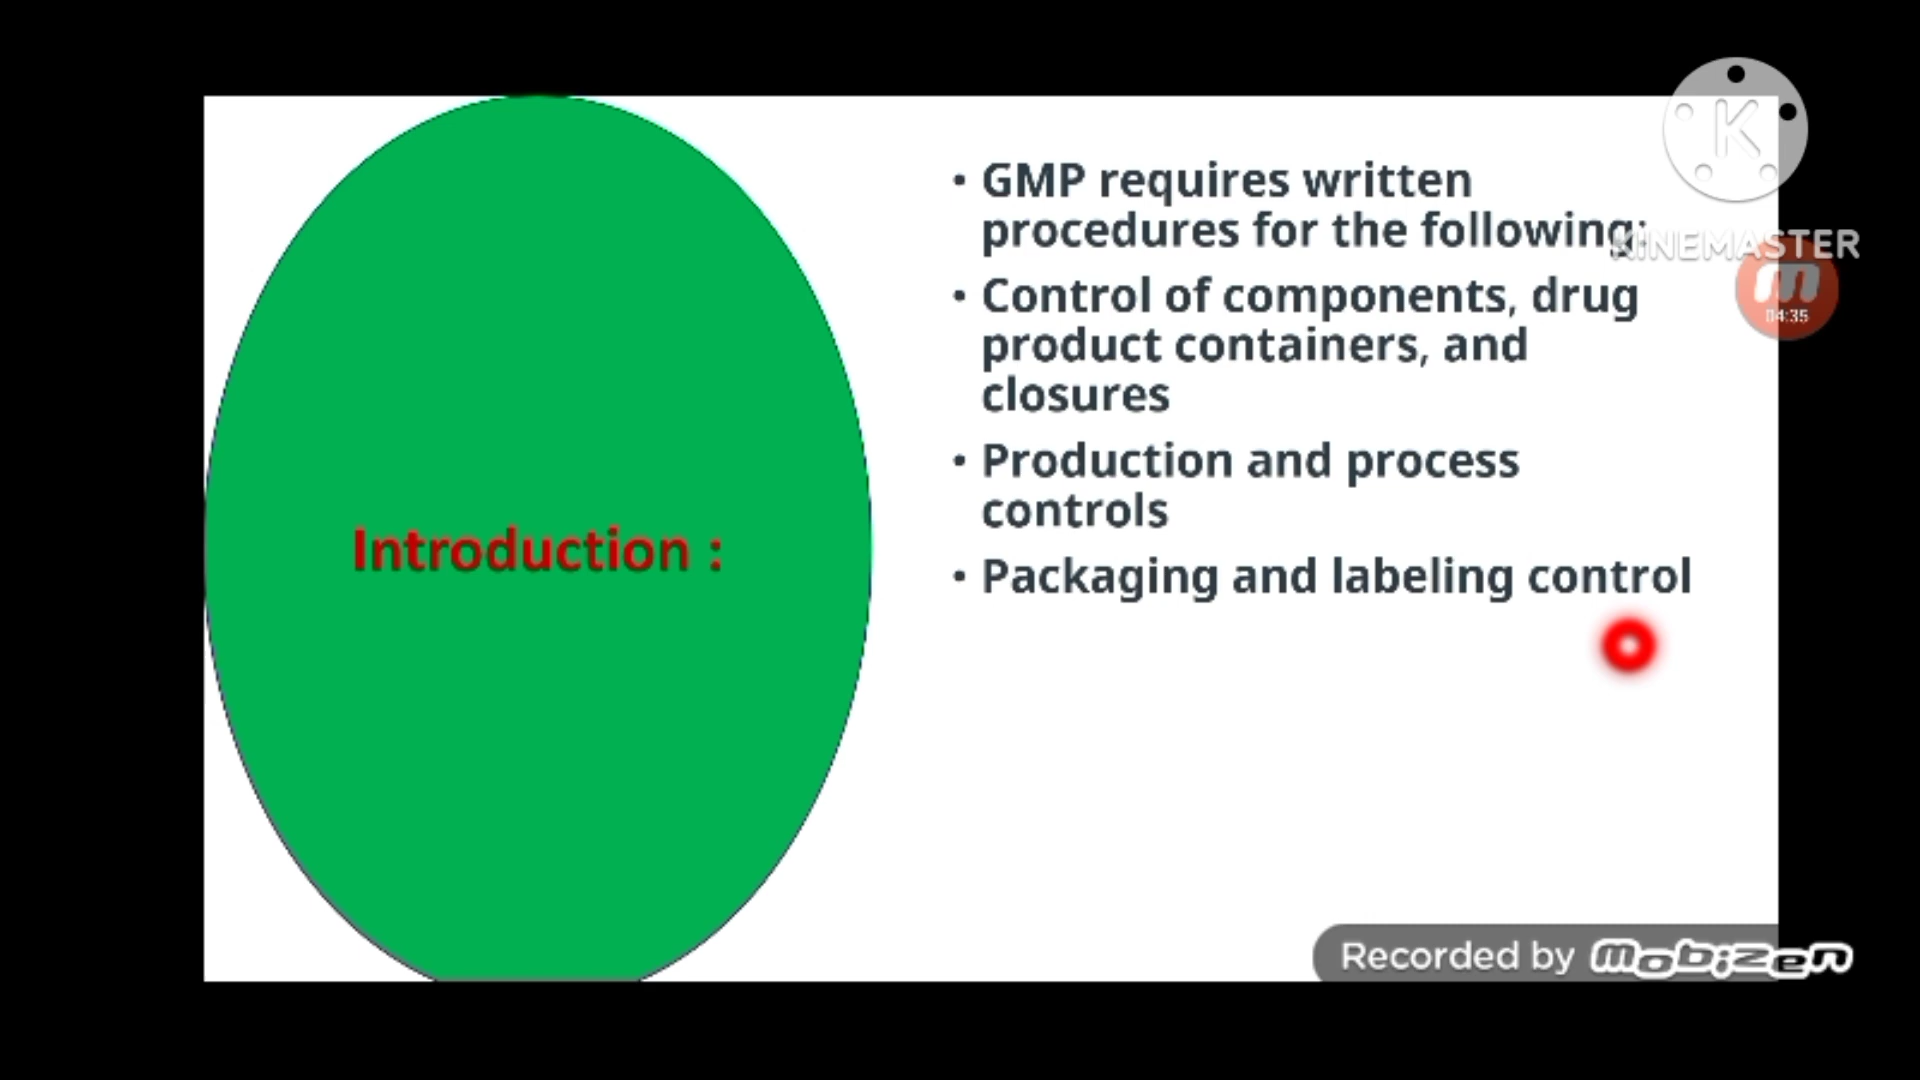 Introduction :
• GMP requires written
procedures for the following:
• Control of components, drug
product containers, and
closures
• Production and process
controls
• Packaging and labeling control
K
KINEMASTER
m
04:35
Recorded by mobizen